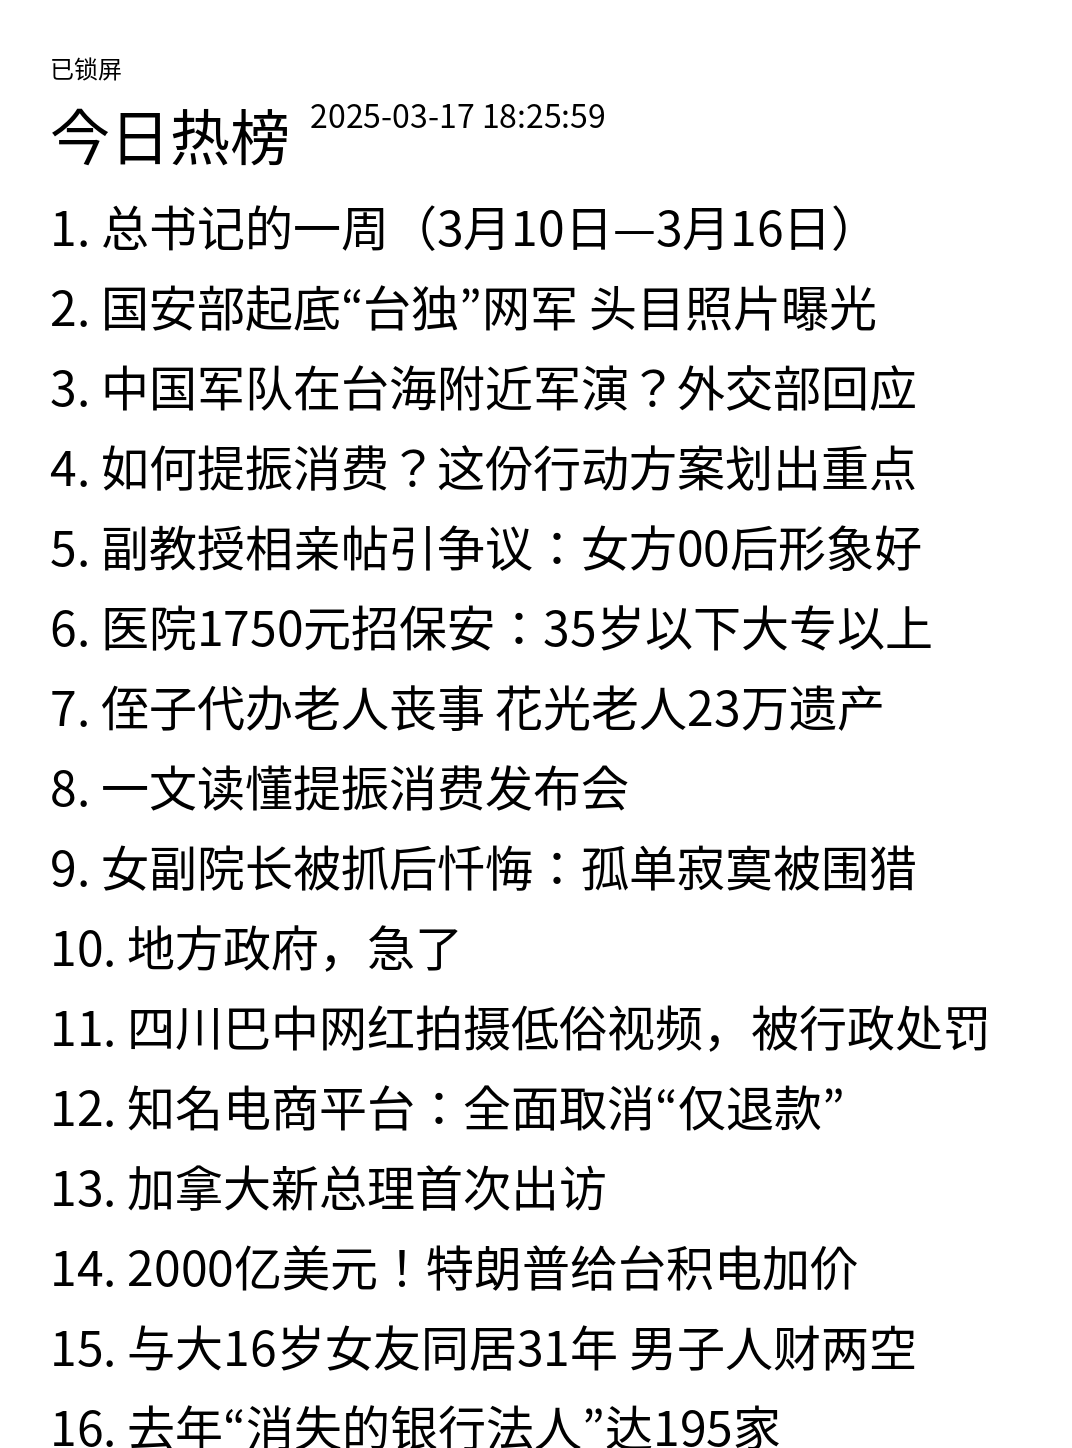 已锁屏
今日热榜 2025-03-17 18:25:59
1. 总书记的一周（3月10日—3月16日）
2. 国安部起底“台独”网军 头目照片曝光
3. 中国军队在台海附近军演？外交部回应
4. 如何提振消费？这份行动方案划出重点
5. 副教授相亲帖引争议：女方00后形象好
6. 医院1750元招保安：35岁以下大专以上
7. 侄子代办老人丧事 花光老人23万遗产
8. 一文读懂提振消费发布会
9. 女副院长被抓后忏悔：孤单寂寞被围猎
10. 地方政府，急了
11. 四川巴中网红拍摄低俗视频，被行政处罚
12. 知名电商平台：全面取消“仅退款”
13. 加拿大新总理首次出访
14. 2000亿美元！特朗普给台积电加价
15. 与大16岁女友同居31年 男子人财两空
16. 去年“消失的银行法人”达195家